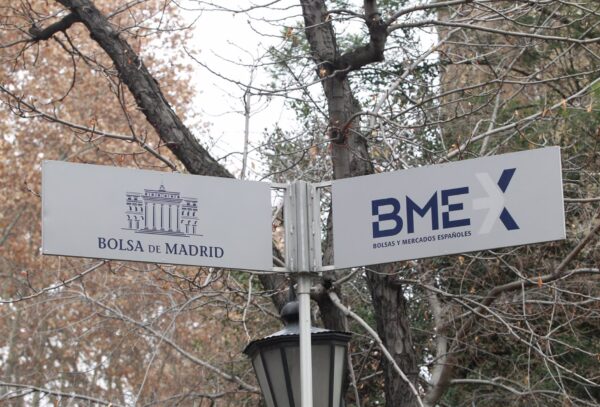 BOLSA DE MADRID
BMEX
BOLSAS Y MERCADOS ESPAÑOLES